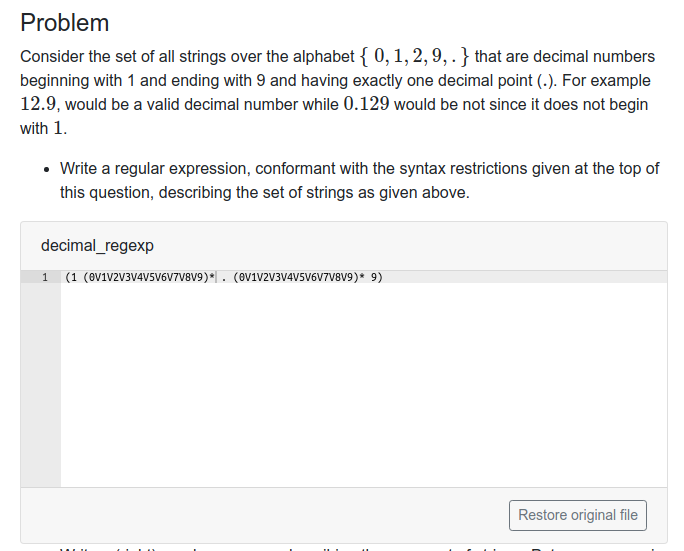 Problem
Consider the set of all strings over the alphabet { 0, 1, 2, 9, . } that are decimal numbers
beginning with 1 and ending with 9 and having exactly one decimal point (.). For example
12.9, would be a valid decimal number while 0.129 would be not since it does not begin
with 1.
• Write a regular expression, conformant with the syntax restrictions given at the top of
this question, describing the set of strings as given above.
decimal_regexp
1 (1 (0V1V2V3V4V5V6V7V8V9)* . (0V1V2V3V4V5V6V7V8V9)* 9)
Restore original file